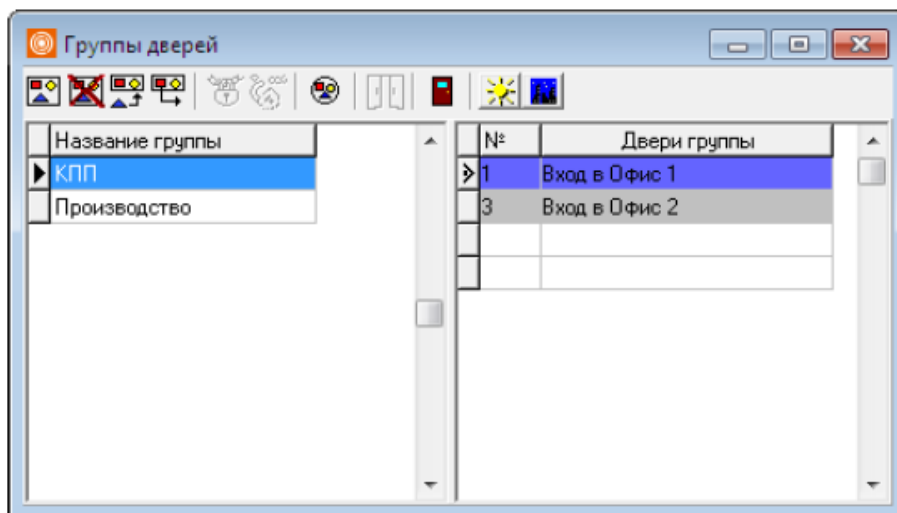 Группы дверей
Название группы
№ Двери группы
КПП
1 Вход в Офис 1
Производство
3 Вход в Офис 2